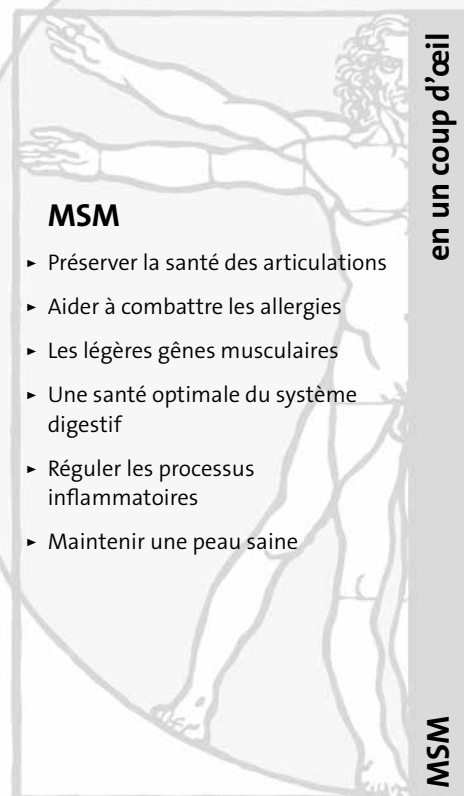 MSM
► Préserver la santé des articulations
► Aider à combattre les allergies
► Les légères gênes musculaires
► Une santé optimale du système
digestif
► Réguler les processus
inflammatoires
► Maintenir une peau saine
en un coup d’œil
MSM